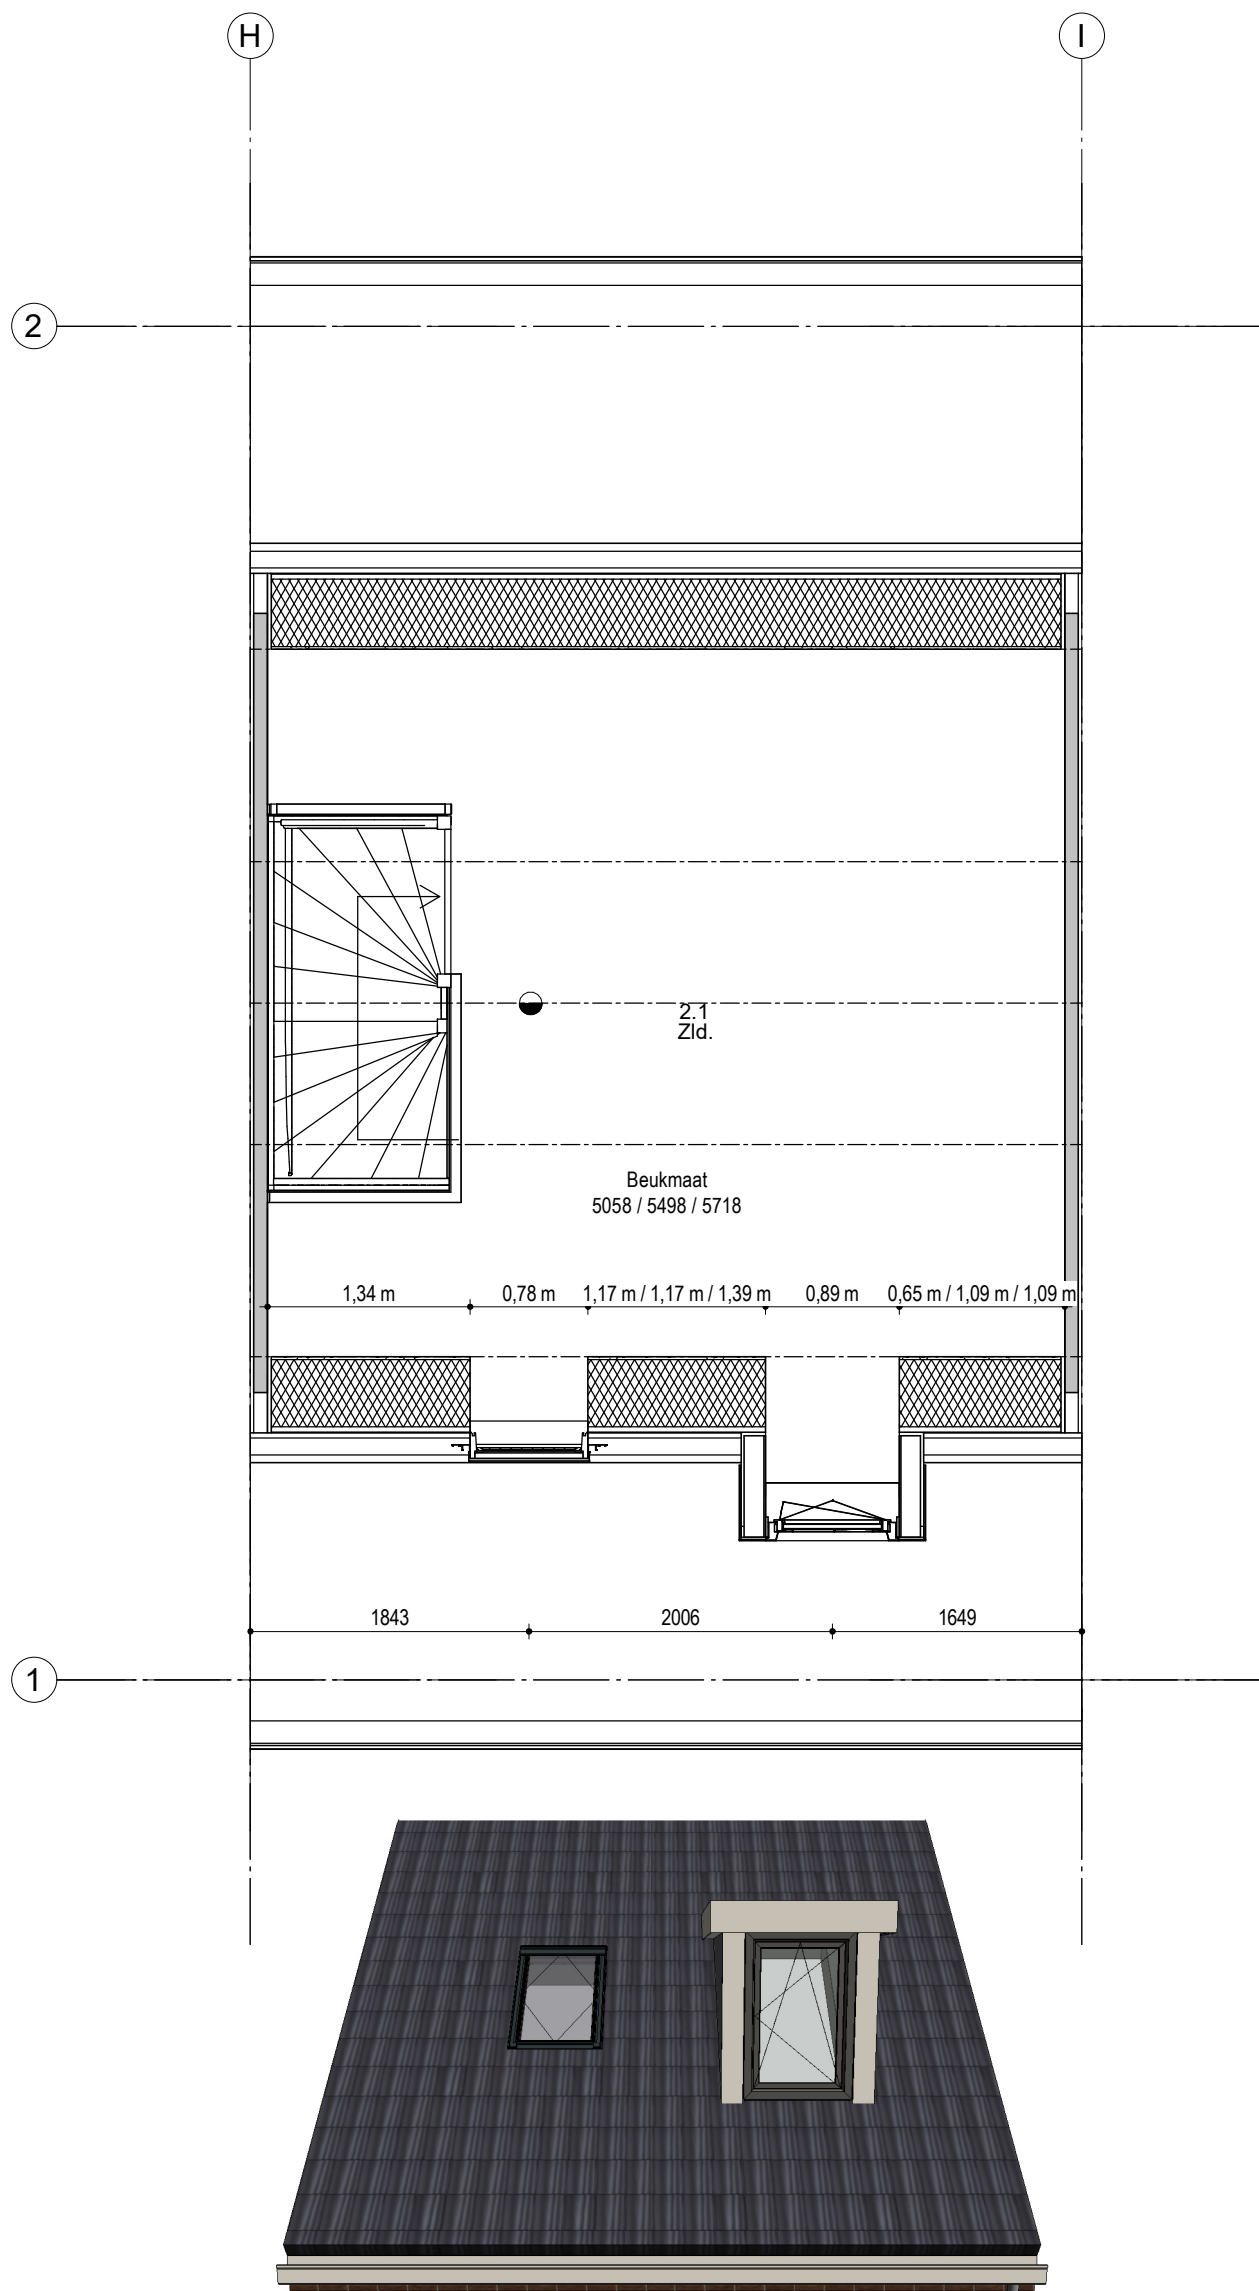 H
I
2
2.1
Zld.
Beukmaat
5058 / 5498 / 5718
1,34 m 0,78 m 1,17 m / 1,17 m / 1,39 m 0,89 m 0,65 m / 1,09 m / 1,09 m
1843 2006 1649
1